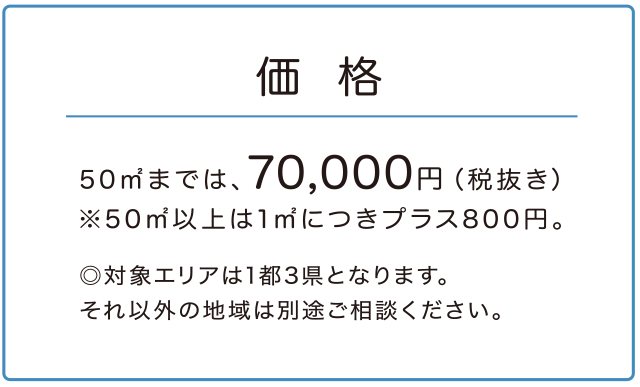 価格
50㎡までは、70,000円（税抜き）
※50㎡以上は1㎡につきプラス800円。
◎対象エリアは1都3県となります。
それ以外の地域は別途ご相談ください。